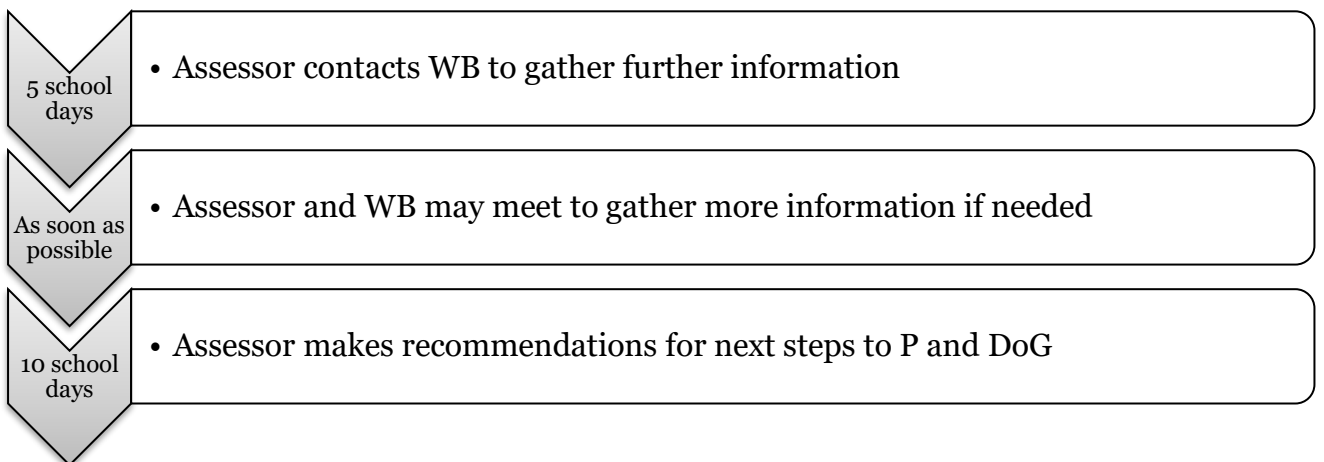 5 school
days
• Assessor contacts WB to gather further information
As soon as
possible
• Assessor and WB may meet to gather more information if needed
10 school
days
• Assessor makes recommendations for next steps to P and DoG